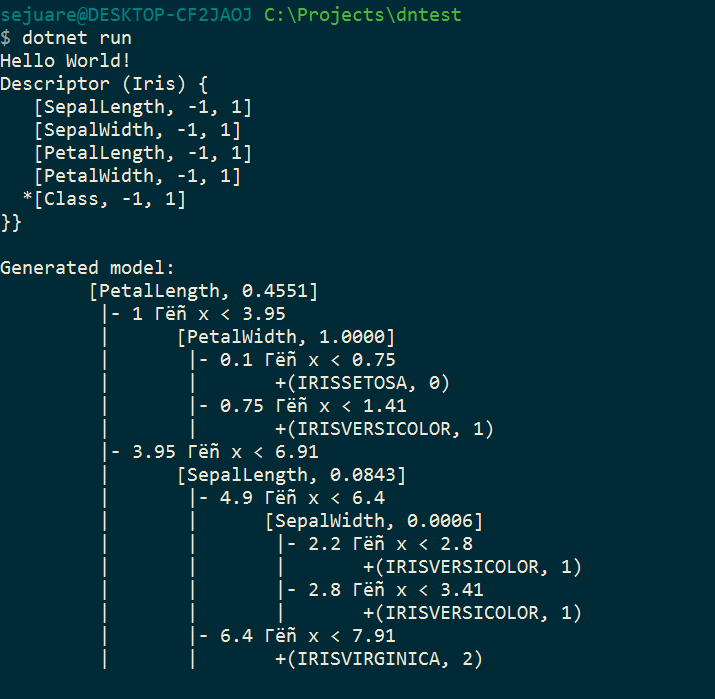 sejuare@DESKTOP-CF2JAOJ C:\Projects\dntest
$ dotnet run
Hello World!
Descriptor (Iris) {
   [SepalLength, -1, 1]
   [SepalWidth, -1, 1]
   [PetalLength, -1, 1]
   [PetalWidth, -1, 1]
  *[Class, -1, 1]
}}

Generated model:
        [PetalLength, 0.4551]
         |- 1 Γëñ x < 3.95
         |      [PetalWidth, 1.0000]
         |       |- 0.1 Γëñ x < 0.75
         |       |       +(IRISSETOSA, 0)
         |       |- 0.75 Γëñ x < 1.41
         |       |       +(IRISVERSICOLOR, 1)
         |- 3.95 Γëñ x < 6.91
         |      [SepalLength, 0.0843]
         |       |- 4.9 Γëñ x < 6.4
         |       |      [SepalWidth, 0.0006]
         |       |       |- 2.2 Γëñ x < 2.8
         |       |       |       +(IRISVERSICOLOR, 1)
         |       |       |- 2.8 Γëñ x < 3.41
         |       |       |       +(IRISVERSICOLOR, 1)
         |       |- 6.4 Γëñ x < 7.91
         |       |       +(IRISVIRGINICA, 2)